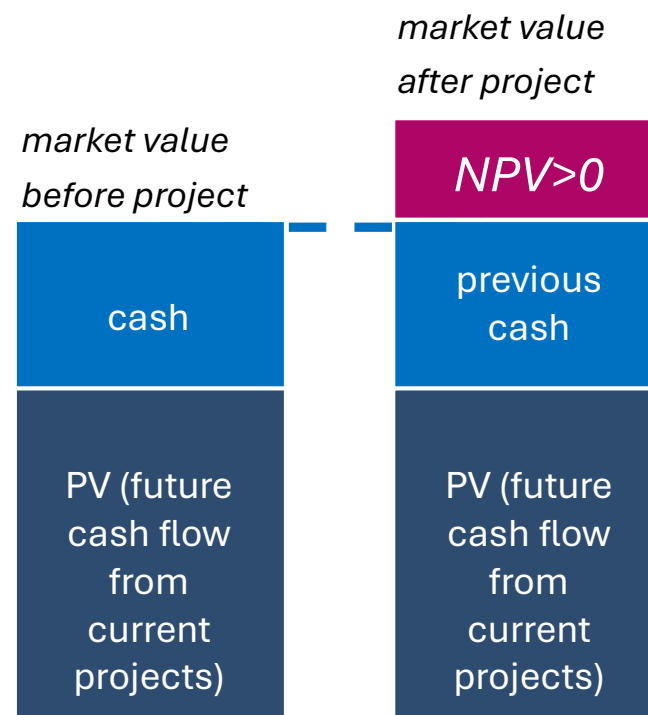 market value
before project
cash
PV (future
cash flow
from
current
projects)
market value
after project
NPV>0
previous
cash
PV (future
cash flow
from
current
projects)